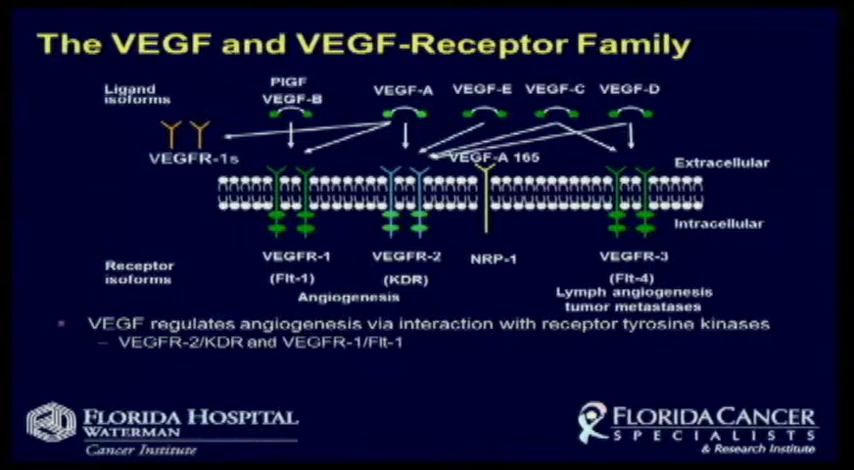 The VEGF and VEGF-Receptor Family
Ligand
isoforms
PIGF
VEGF-B
VEGF-A
VEGF-E
VEGF-C
VEGF-D
VEGFR-1s
VEGF-A 165
Extracellular
Intracellular
Receptor
isoforms
VEGFR-1
(Flt-1)
VEGFR-2
(KDR)
NRP-1
VEGFR-3
(Flt-4)
Angiogenesis
Lymph angiogenesis
tumor metastases
VEGF regulates angiogenesis via interaction with receptor tyrosine kinases
– VEGFR-2/KDR and VEGFR-1/Flt-1
FLORIDA HOSPITAL
WATERMAN
Cancer Institute
FLORIDA CANCER
SPECIALISTS
& Research Institute